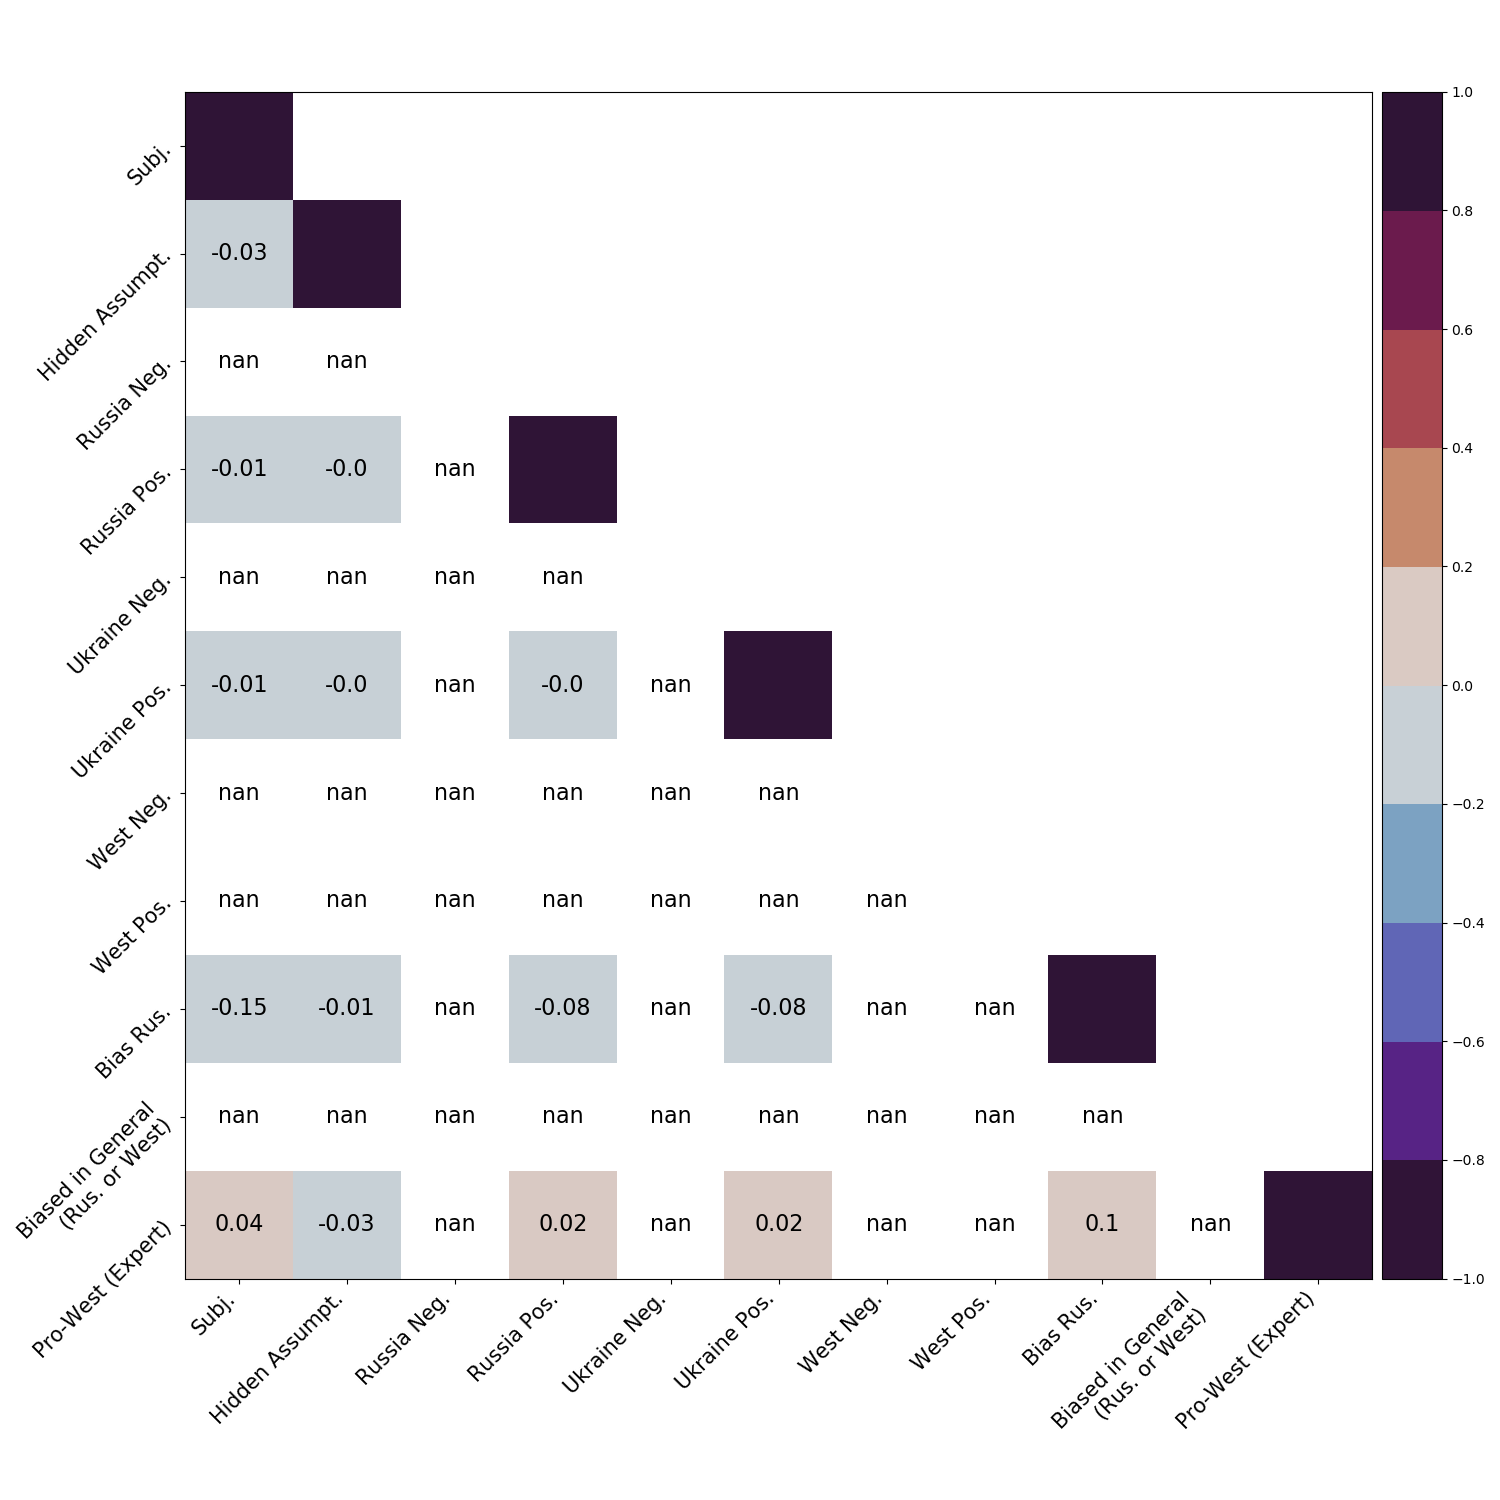 1.0
Subj.
0.8
Hidden Assumpt. -0.03
Russia Neg. nan nan
0.6
Russia Pos. -0.01 -0.0 nan
0.4
Ukraine Neg. nan nan nan nan
0.2
Ukraine Pos. -0.01 -0.0 nan -0.0 nan
0.0
West Neg. nan nan nan nan nan nan
−0.2
West Pos. nan nan nan nan nan nan nan
−0.4
Bias Rus. -0.15 -0.01 nan -0.08 nan -0.08 nan nan
−0.6
Biased in General
(Rus. or West) nan nan nan nan nan nan nan nan nan
−0.8
Pro-West (Expert) 0.04 -0.03 nan 0.02 nan 0.02 nan nan 0.1 nan
−1.0
Subj.
Hidden Assumpt.
Russia Neg.
Russia Pos.
Ukraine Neg.
Ukraine Pos.
West Neg.
West Pos.
Bias Rus.
Biased in General
(Rus. or West)
Pro-West (Expert)